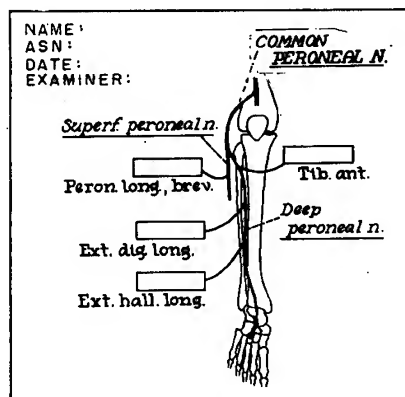 NAME:
ASN:
DATE:
EXAMINER:
COMMON
PERONEAL N.
Superf. peroneal n.
Peron. long., brev.
Tib. ant.
Deep
peroneal n.
Ext. dig. long.
Ext. hall. long.